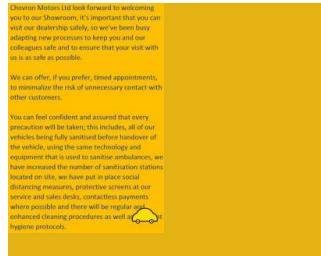 Chevron Motors Ltd look forward to welcoming
you to our Showroom, it's important that you can
visit our dealership safely, so we've been busy
adapting new processes to keep you and our
colleagues safe and to ensure that your visit with
us is as safe as possible.
We can offer, if you prefer, timed appointments,
to minimalize the risk of unnecessary contact with
other customers.
You can feel confident and assured that every
precaution will be taken; this includes, all of our
vehicles being fully sanitised before handover of
the vehicle, using the same technology and
equipment that is used to sanitise ambulances, we
have increased the number of sanitisation stations
located on site, we have put in place social
distancing measures, protective screens at our
service and sales desks, contactless payments
where possible and there will be regular and
enhanced cleaning procedures as well
hygiene protocols.